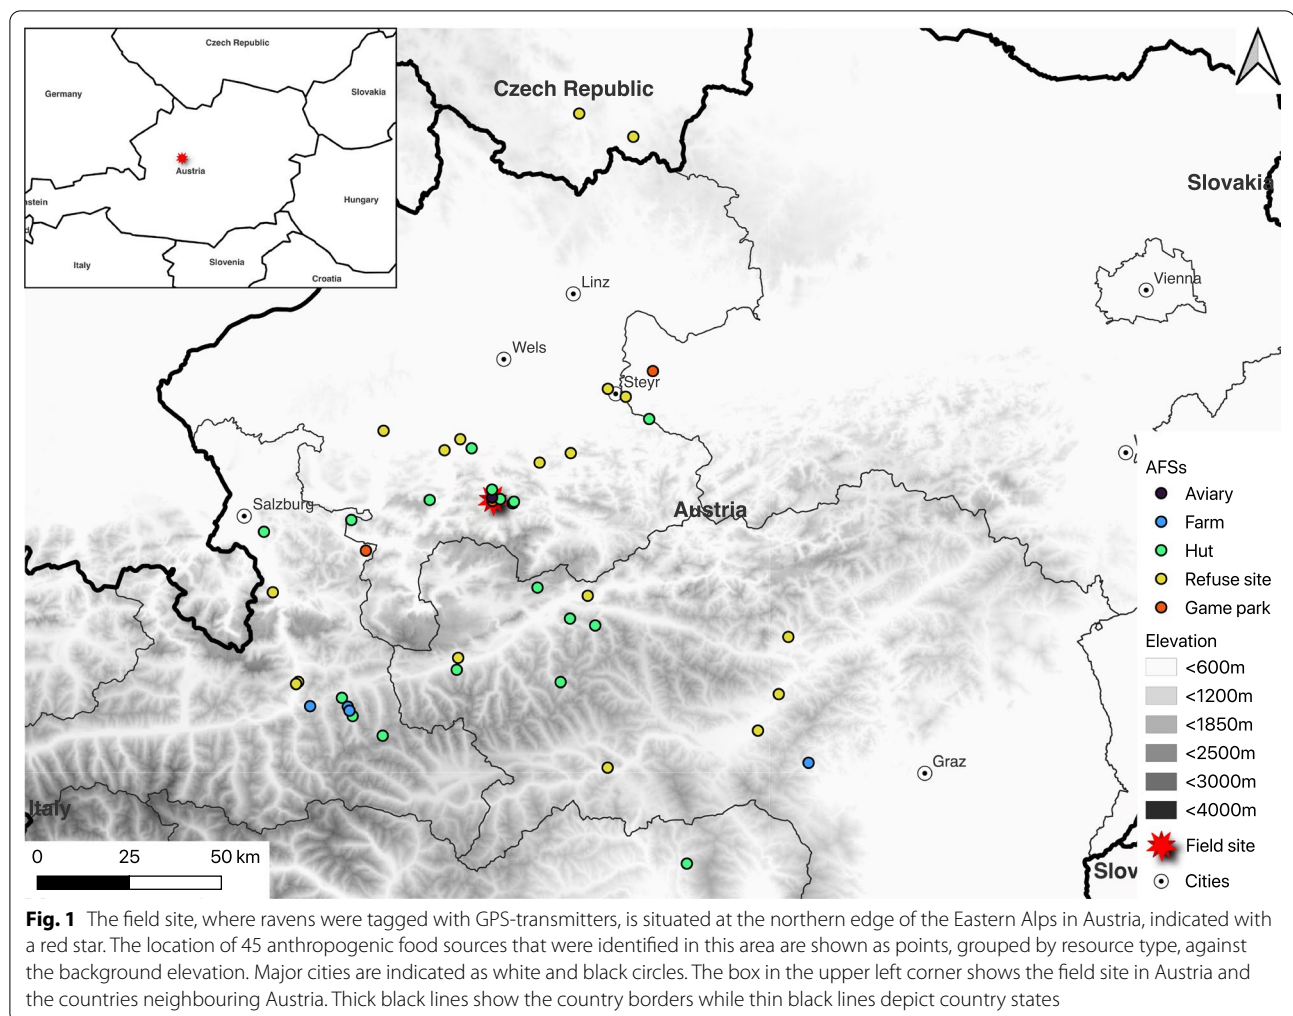 Czech Republic
Germany
Slovakia
Austria
Hungary
Italy
Slovenia
Croatia
Czech Republic
Slovakia
Linz
Vienna
Wels
Steyr
Salzburg
Austria
Graz
Italy
Slov
0 25 50 km
AFSs
Aviary
Farm
Hut
Refuse site
Game park
Elevation
<600m
<1200m
<1850m
<2500m
<3000m
<4000m
Field site
Cities
Fig. 1 The field site, where ravens were tagged with GPS-transmitters, is situated at the northern edge of the Eastern Alps in Austria, indicated with
a red star. The location of 45 anthropogenic food sources that were identified in this area are shown as points, grouped by resource type, against
the background elevation. Major cities are indicated as white and black circles. The box in the upper left corner shows the field site in Austria and
the countries neighbouring Austria. Thick black lines show the country borders while thin black lines depict country states